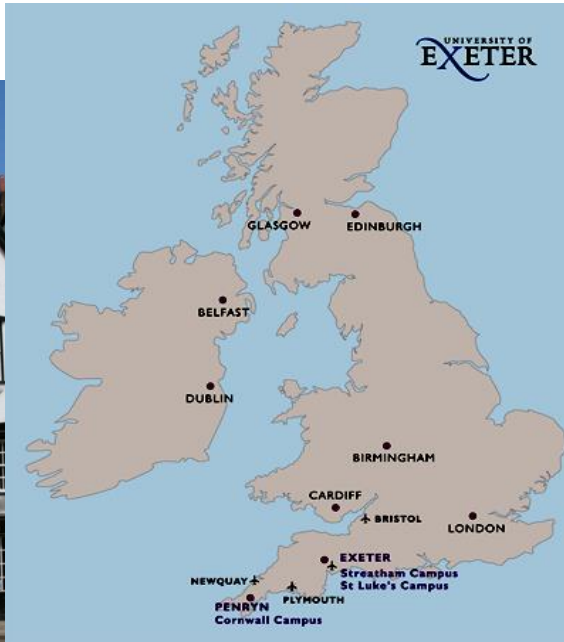 UNIVERSITY OF
EXETER
GLASGOW
EDINBURGH
BELFAST
DUBLIN
BIRMINGHAM
CARDIFF
BRISTOL
LONDON
EXETER
Streatham Campus
St Luke's Campus
NEWQUAY
PLYMOUTH
PENRYN
Cornwall Campus